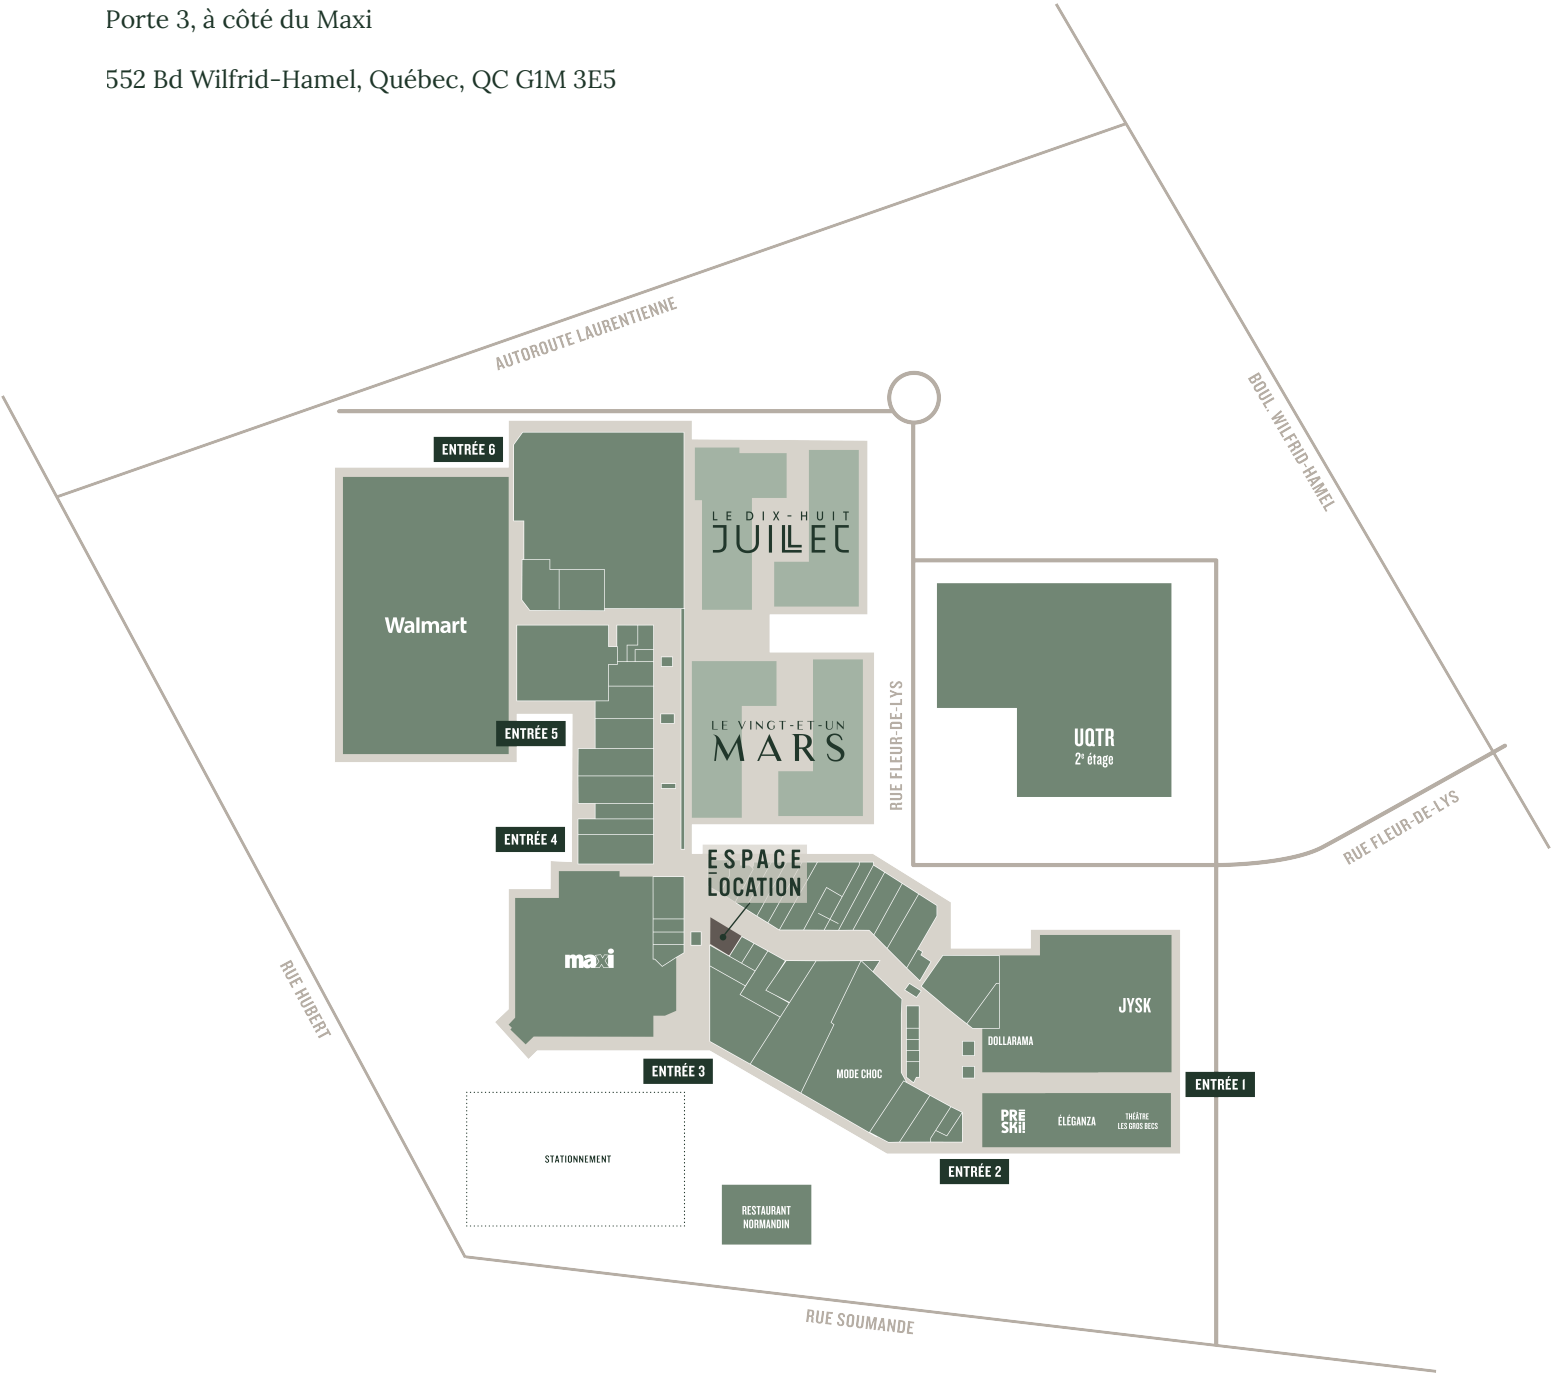 Porte 3, à côté du Maxi
552 Bd Wilfrid-Hamel, Québec, QC G1M 3E5
AUTOROUTE LAURENTIENNE
BOUL. WILFRID-HAMEL
ENTRÉE 6
LE DIX-HUIT
JUILLET
Walmart
ENTRÉE 5
LE VINGT-ET-UN
MARS
RUE FLEUR-DE-LYS
UQTR
2e étage
RUE FLEUR-DE-LYS
ENTRÉE 4
ESPACE
LOCATION
maxi
RUE HUBERT
JYSK
DOLLARAMA
ENTRÉE 3
MODE CHOC
ENTRÉE 1
PRÊ
SKI!
ÉLÉGANZA
THÉÂTRE
LES GROS BECS
STATIONNEMENT
ENTRÉE 2
RESTAURANT
NORMANDIN
RUE SOUMANDE